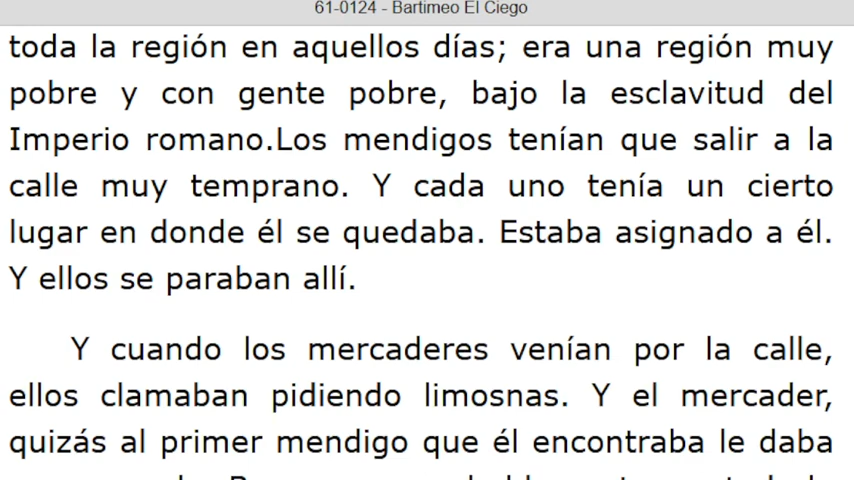 61-0124 - Bartimeo El Ciego
toda la región en aquellos días; era una región muy
pobre y con gente pobre, bajo la esclavitud del
Imperio romano.Los mendigos tenían que salir a la
calle muy temprano. Y cada uno tenía un cierto
lugar en donde él se quedaba. Estaba asignado a él.
Y ellos se paraban allí.
Y cuando los mercaderes venían por la calle,
ellos clamaban pidiendo limosnas. Y el mercader,
quizás al primer mendigo que él encontraba le daba